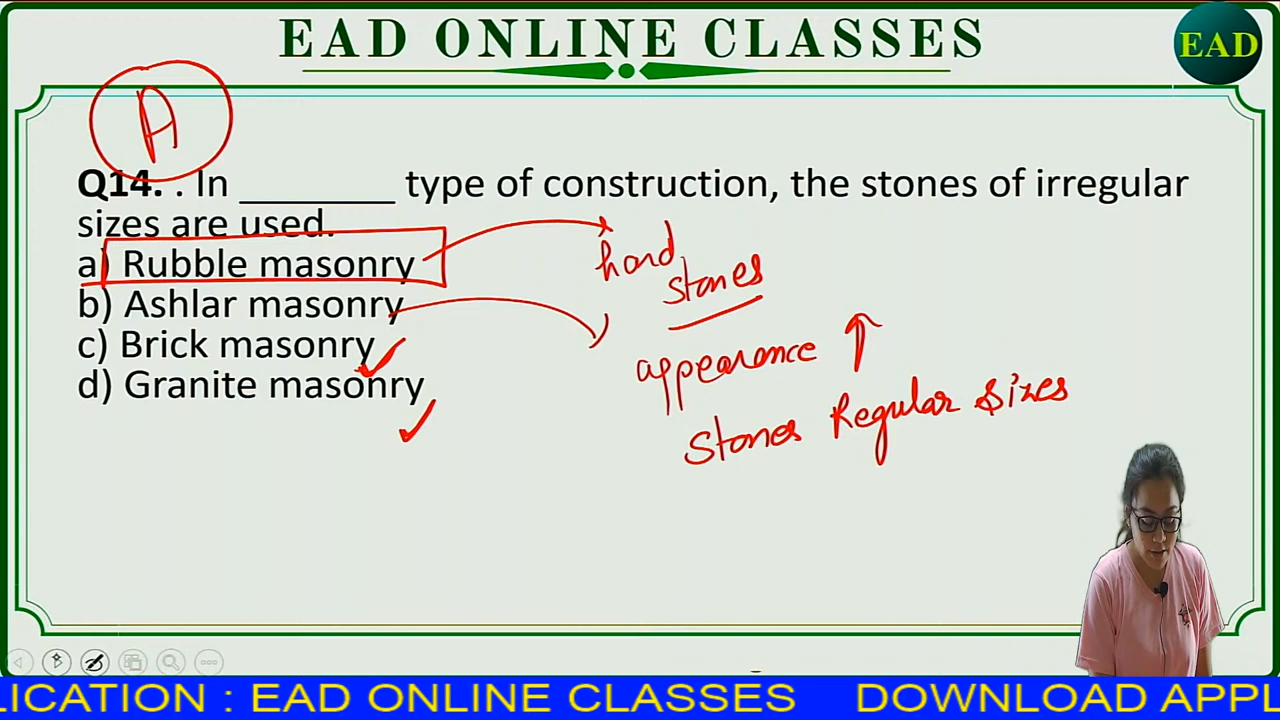 EAD ONLINE CLASSES
EAD
A
Q14. . In ________ type of construction, the stones of irregular
sizes are used.
a) Rubble masonry
b) Ashlar masonry
c) Brick masonry
d) Granite masonry
hard
stones
appearance ↑
Stones Regular Sizes
LICATION : EAD ONLINE CLASSES DOWNLOAD APPL